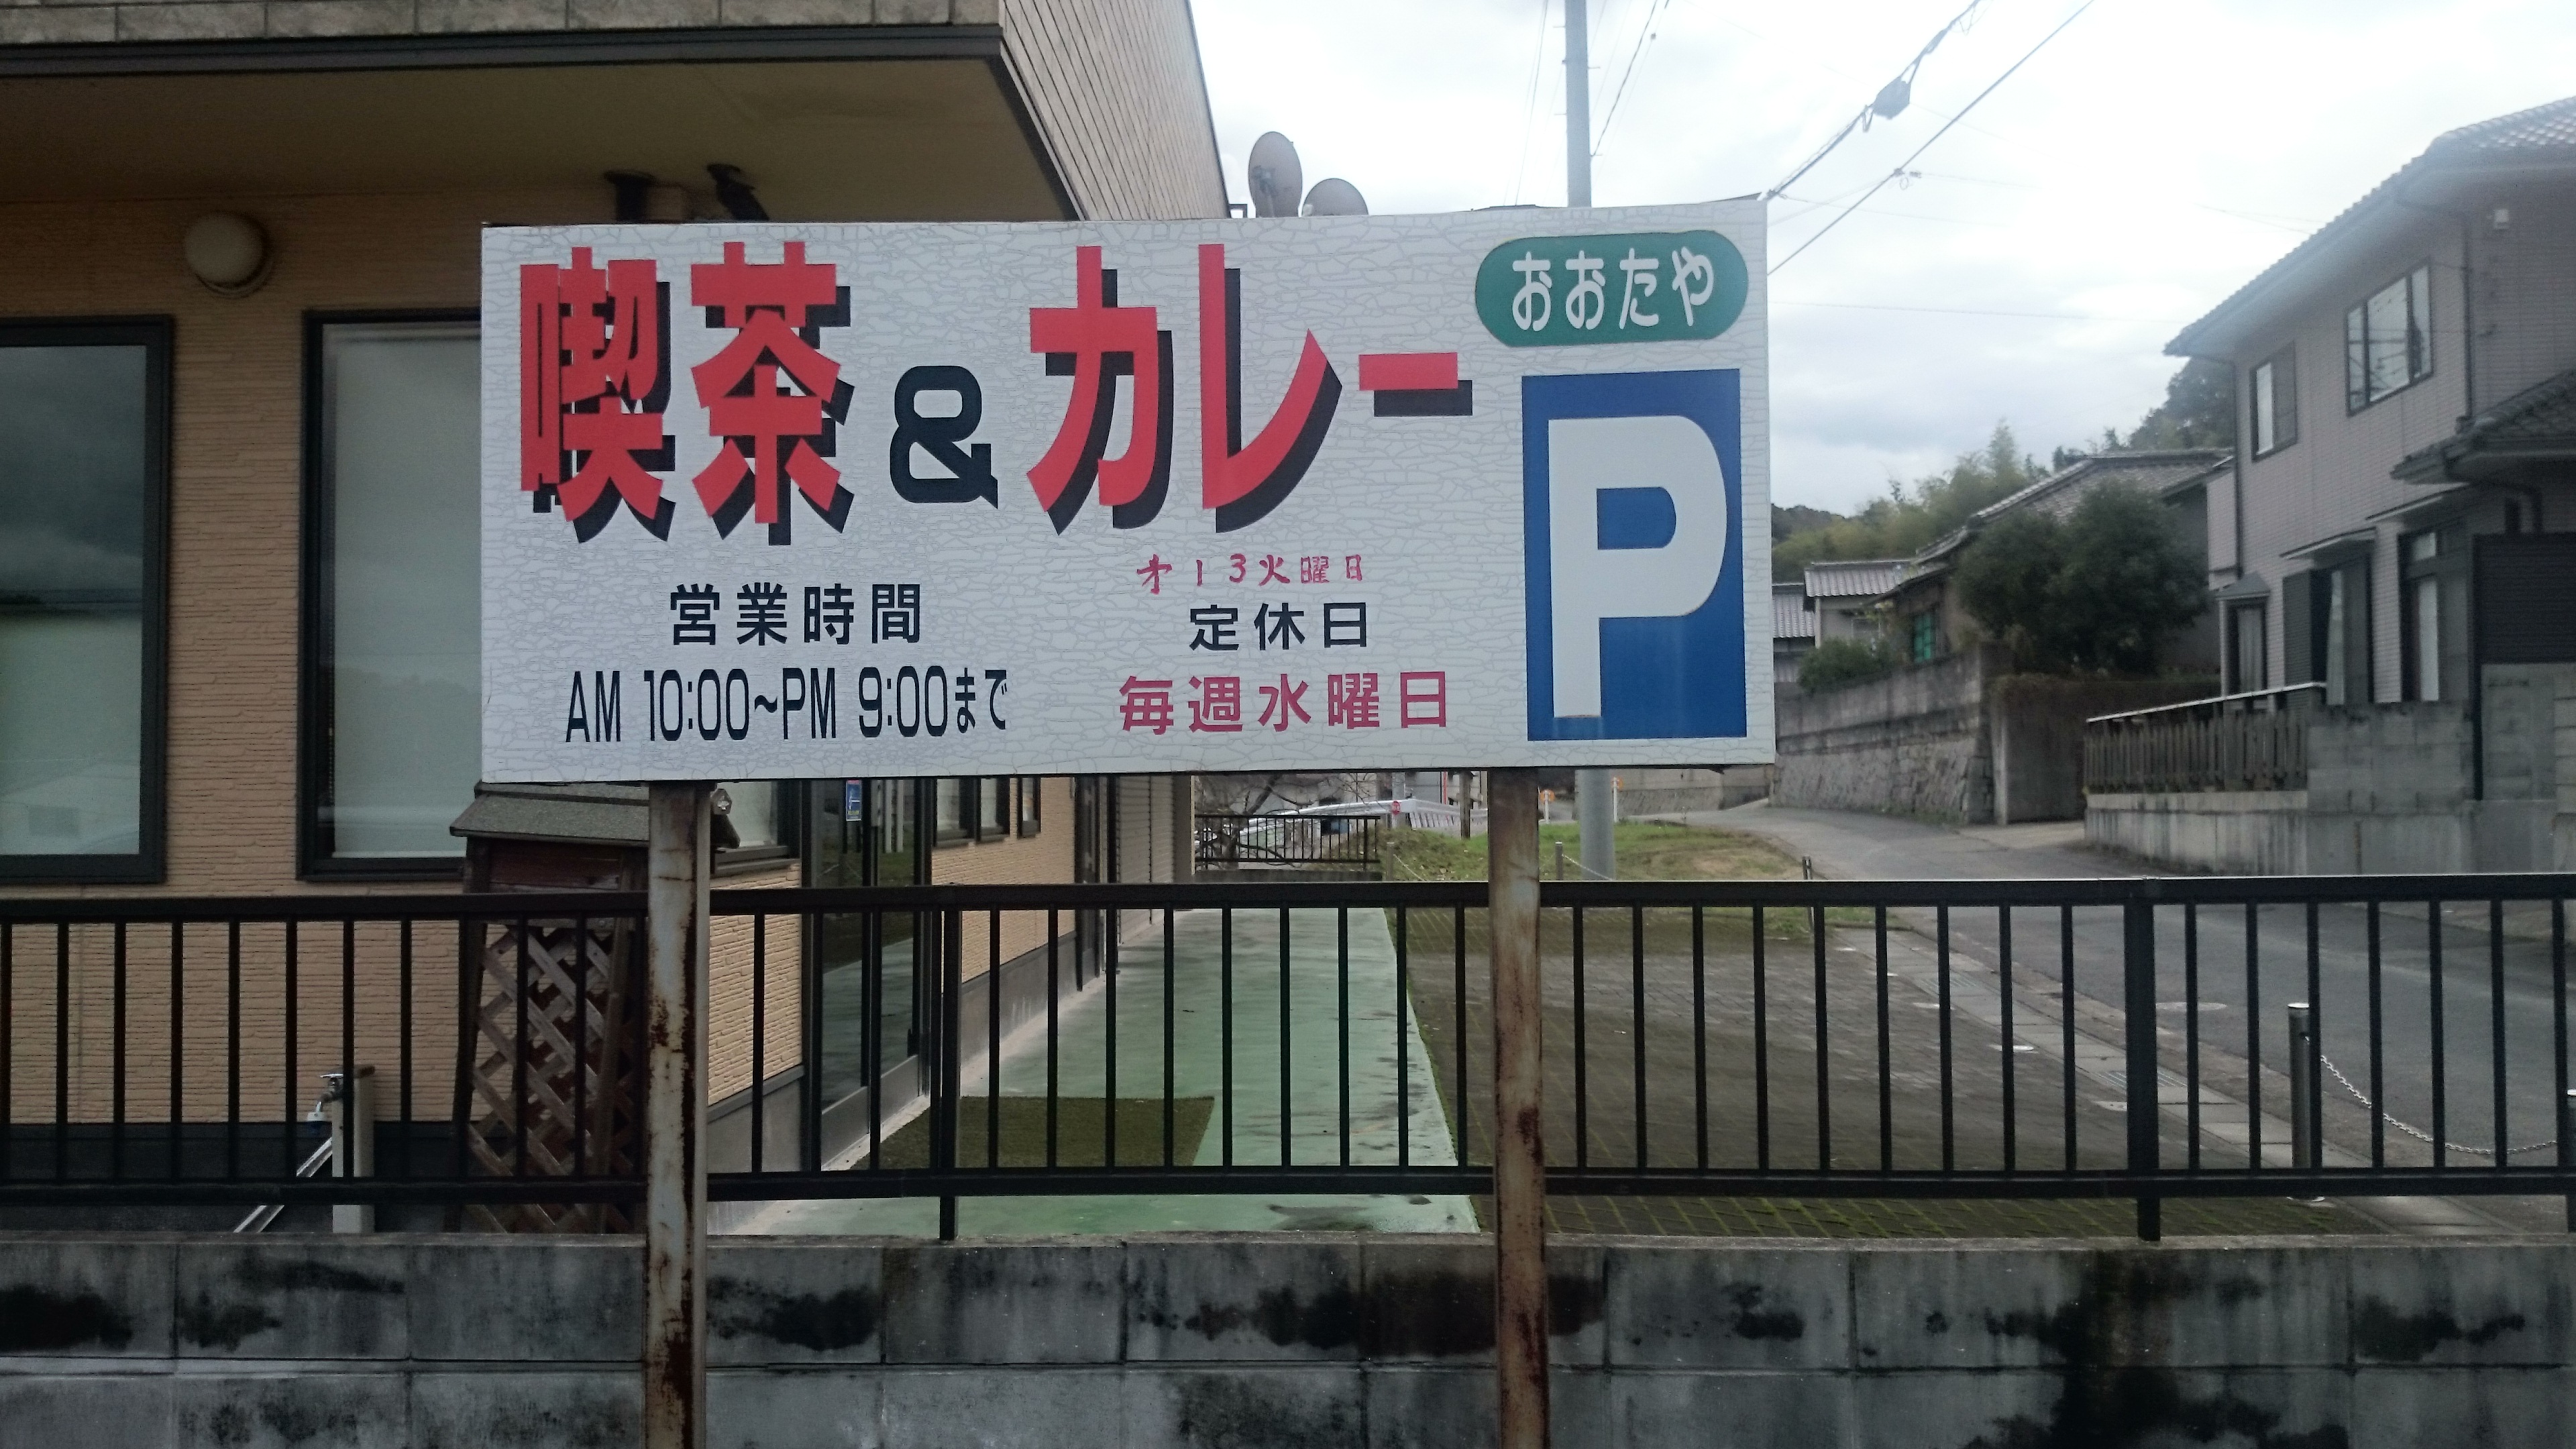 喫茶&カレー
おおたや
P
営業時間
AM 10:00~PM 9:00まで
才1 3火曜日
定休日
毎週水曜日